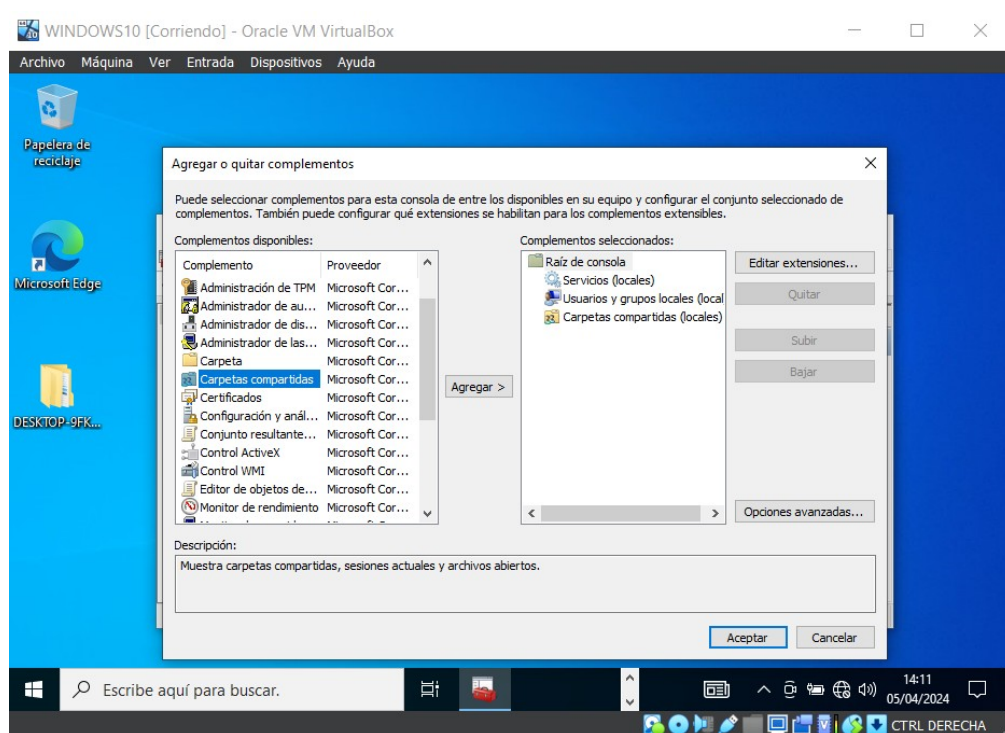 WINDOWS10 [Corriendo] - Oracle VM VirtualBox
Archivo Máquina Ver Entrada Dispositivos Ayuda
Papelera de
reciclaje
Microsoft Edge
DESKTOP-9FK...
Agregar o quitar complementos
Puede seleccionar complementos para esta consola de entre los disponibles en su equipo y configurar el conjunto seleccionado de
complementos. También puede configurar qué extensiones se habilitan para los complementos extensibles.
Complementos disponibles:
Complemento Proveedor
Administración de TPM Microsoft Cor...
Administrador de au... Microsoft Cor...
Administrador de dis... Microsoft Cor...
Administrador de las... Microsoft Cor...
Carpeta Microsoft Cor...
Carpetas compartidas Microsoft Cor...
Certificados Microsoft Cor...
Configuración y anál... Microsoft Cor...
Conjunto resultante... Microsoft Cor...
Control ActiveX Microsoft Cor...
Control WMI Microsoft Cor...
Editor de objetos de... Microsoft Cor...
Monitor de rendimiento Microsoft Cor...
Agregar >
Complementos seleccionados:
Raíz de consola
Servicios (locales)
Usuarios y grupos locales (local
Carpetas compartidas (locales)
Editar extensiones...
Quitar
Subir
Bajar
Opciones avanzadas...
Descripción:
Muestra carpetas compartidas, sesiones actuales y archivos abiertos.
Aceptar Cancelar
Escribe aquí para buscar.
14:11
05/04/2024
CTRL DERECHA